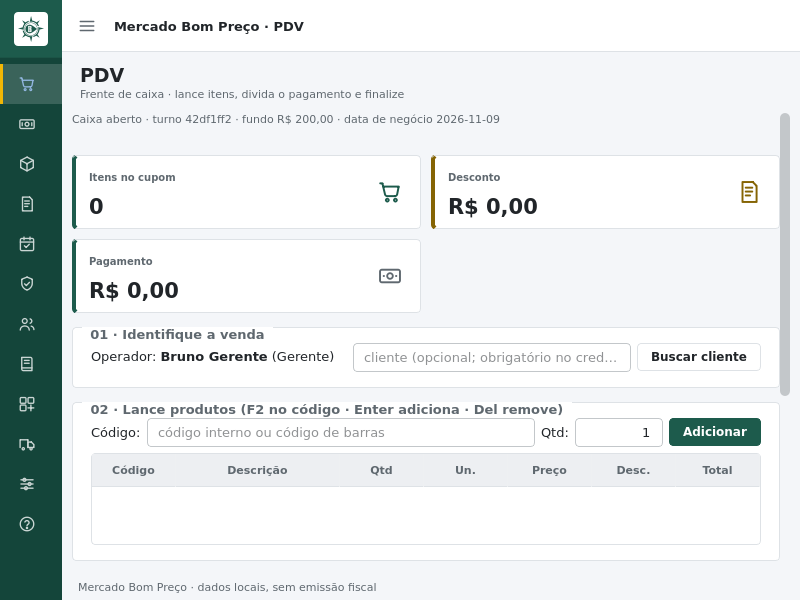 Mercado Bom Preço · PDV
PDV
Frente de caixa · lance itens, divida o pagamento e finalize
Caixa aberto · turno 42df1ff2 · fundo R$ 200,00 · data de negócio 2026-11-09
Itens no cupom
0
Desconto
R$ 0,00
Pagamento
R$ 0,00
01 · Identifique a venda
Operador: Bruno Gerente (Gerente)
cliente (opcional; obrigatório no cred…
Buscar cliente
02 · Lance produtos (F2 no código · Enter adiciona · Del remove)
Código:
código interno ou código de barras
Qtd:
1
Adicionar
Código Descrição Qtd Un. Preço Desc. Total
Mercado Bom Preço · dados locais, sem emissão fiscal